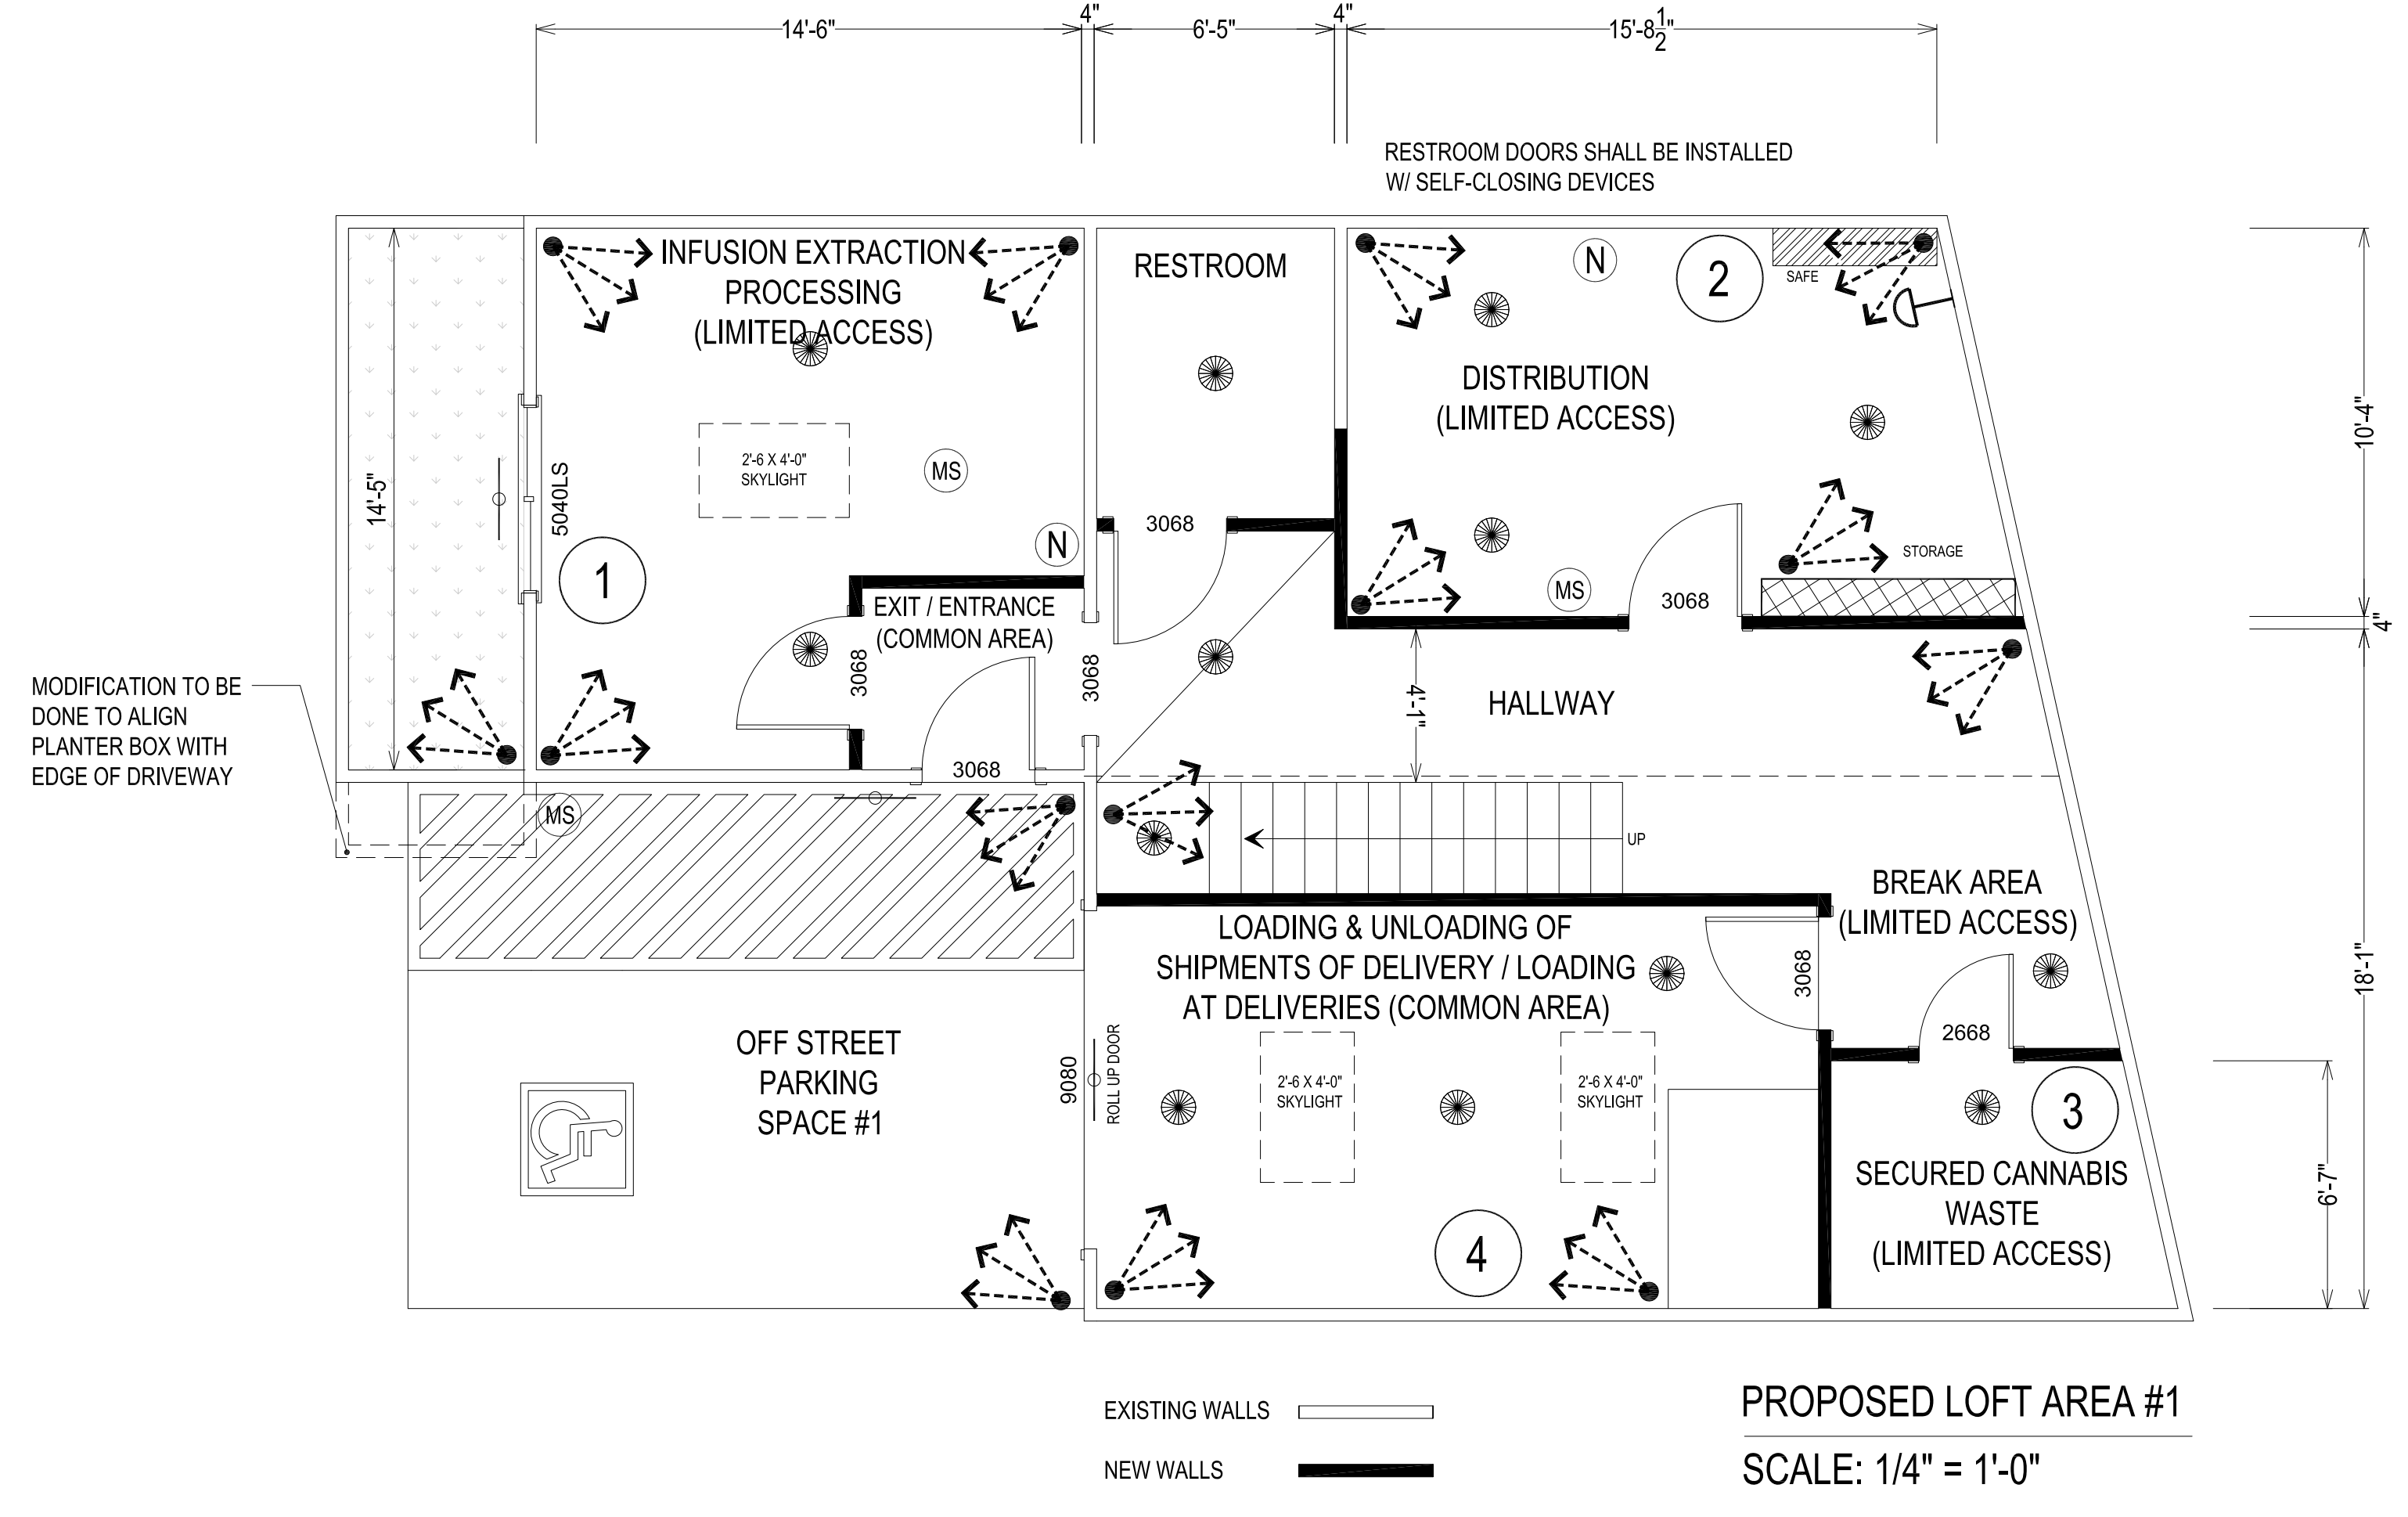 14'-6"
4"
6'-5"
4"
15'-8 1/2"
RESTROOM DOORS SHALL BE INSTALLED
W/ SELF-CLOSING DEVICES
INFUSION EXTRACTION
PROCESSING
(LIMITED ACCESS)
RESTROOM
N
2
SAFE
DISTRIBUTION
(LIMITED ACCESS)
10'-4"
2'-6 X 4'-0"
SKYLIGHT
MS
14'-5"
5040LS
3068
N
1
STORAGE
MS
3068
EXIT / ENTRANCE
(COMMON AREA)
4"
3068
3068
MODIFICATION TO BE
DONE TO ALIGN
PLANTER BOX WITH
EDGE OF DRIVEWAY
4'-1"
HALLWAY
3068
MS
UP
BREAK AREA
(LIMITED ACCESS)
LOADING & UNLOADING OF
SHIPMENTS OF DELIVERY / LOADING
AT DELIVERIES (COMMON AREA)
3068
18'-1"
OFF STREET
PARKING
SPACE #1
9080
ROLL UP DOOR
2668
2'-6 X 4'-0"
SKYLIGHT
2'-6 X 4'-0"
SKYLIGHT
3
SECURED CANNABIS
WASTE
(LIMITED ACCESS)
6'-7"
4
EXISTING WALLS
NEW WALLS
PROPOSED LOFT AREA #1
SCALE: 1/4" = 1'-0"